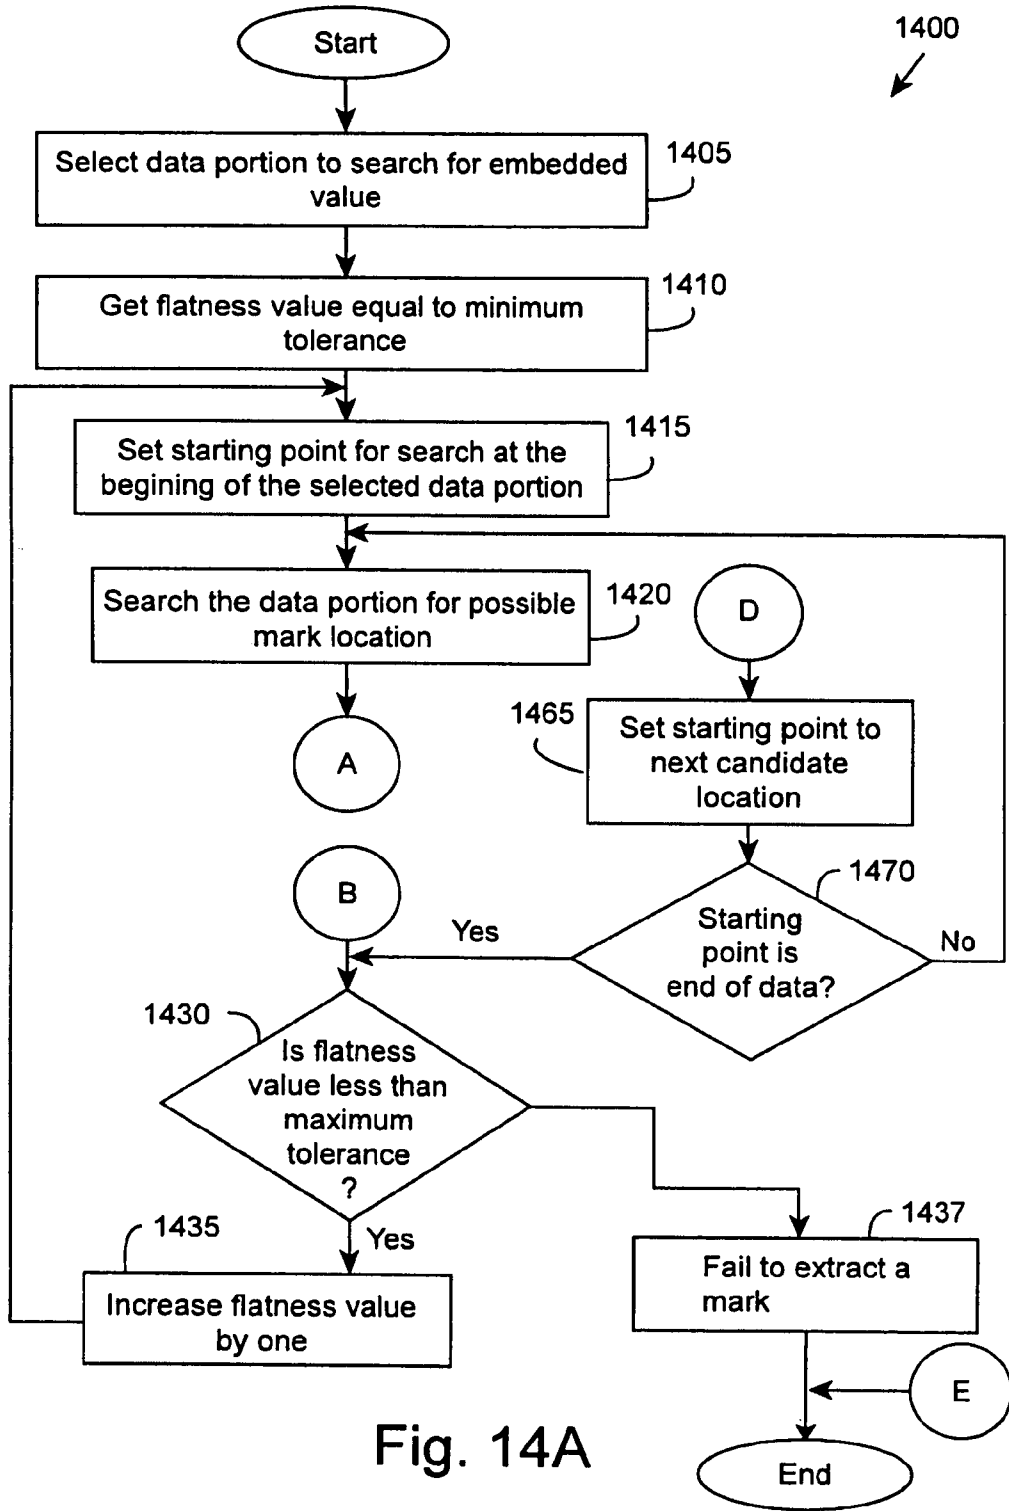 Start
1400
Select data portion to search for embedded
value
1405
Get flatness value equal to minimum
tolerance
1410
Set starting point for search at the
begining of the selected data portion
1415
Search the data portion for possible
mark location
1420
A
D
1465
Set starting point to
next candidate
location
1470
Starting
point is
end of data?
Yes
No
B
1430
Is flatness
value less than
maximum
tolerance
?
Yes
1435
Increase flatness value
by one
1437
Fail to extract a
mark
E
End
Fig. 14A